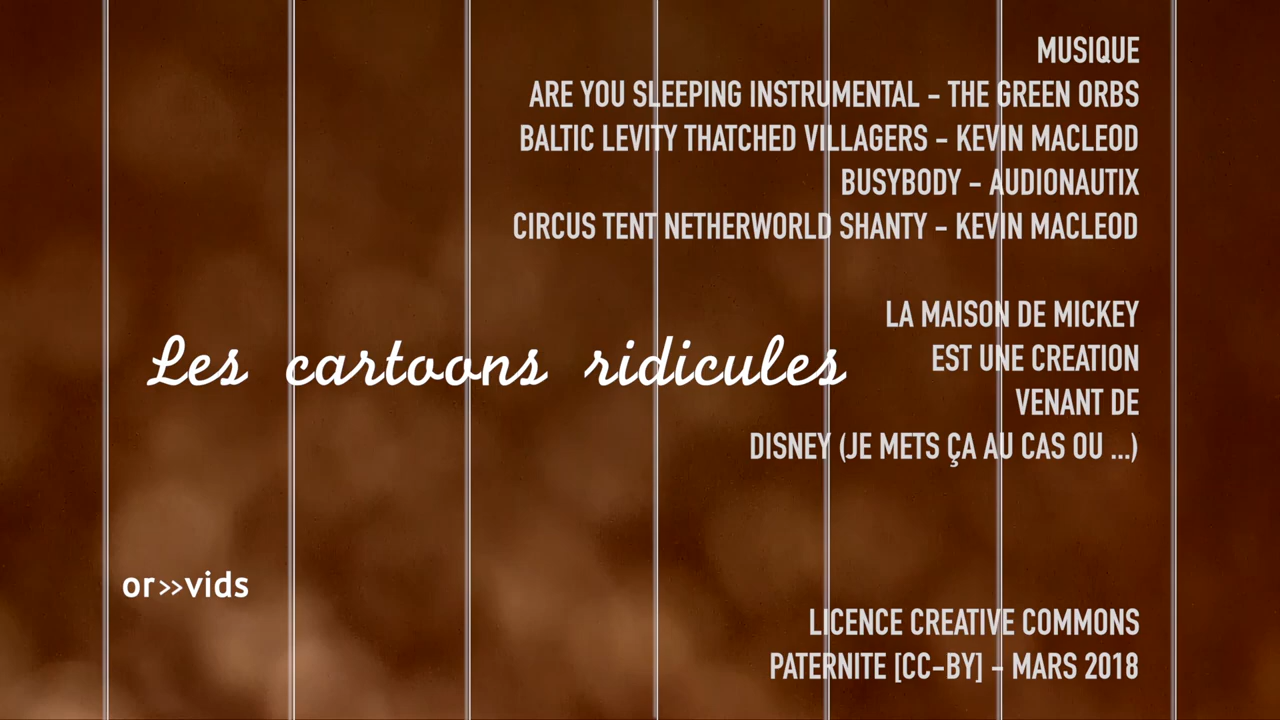 MUSIQUE
ARE YOU SLEEPING INSTRUMENTAL – THE GREEN ORBS
BALTIC LEVITY THATCHED VILLAGERS – KEVIN MACLEOD
BUSYBODY – AUDIONAUTIX
CIRCUS TENT NETHERWORLD SHANTY – KEVIN MACLEOD
LA MAISON DE MICKEY
EST UNE CREATION
VENANT DE
DISNEY (JE METS ÇA AU CAS OU ...)
Les cartoons ridicules
or>>vids
LICENCE CREATIVE COMMONS
PATERNITE [CC-BY] – MARS 2018